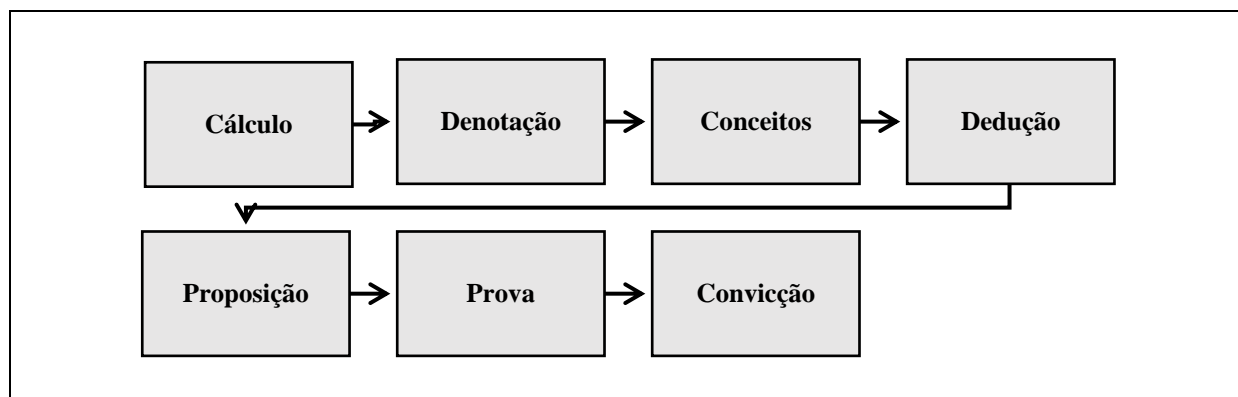 Cálculo
Denotação
Conceitos
Dedução
Proposição
Prova
Convicção